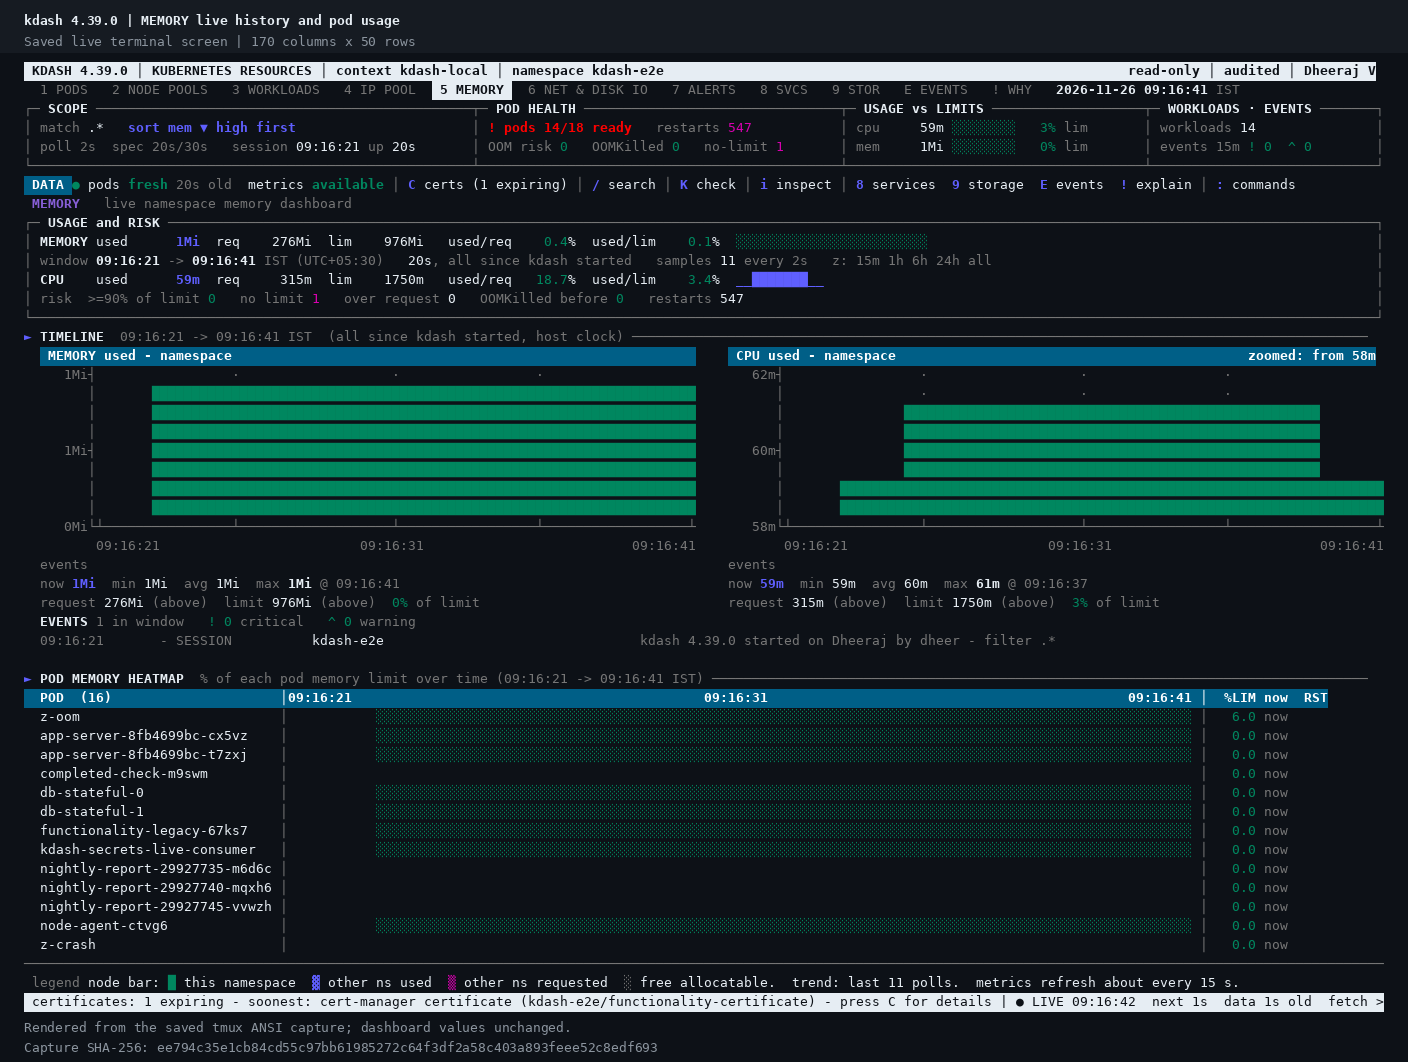 kdash 4.39.0 | MEMORY live history and pod usage
Saved live terminal screen | 170 columns x 50 rows
KDASH 4.39.0 │ KUBERNETES RESOURCES │ context kdash-local │ namespace kdash-e2e read-only │ audited │ Dheeraj V
1 PODS 2 NODE POOLS 3 WORKLOADS 4 IP POOL 5 MEMORY 6 NET & DISK IO 7 ALERTS 8 SVCS 9 STOR E EVENTS ! WHY 2026-11-26 09:16:41 IST
SCOPE POD HEALTH USAGE vs LIMITS WORKLOADS · EVENTS
match .* sort mem ▼ high first ! pods 14/18 ready restarts 547 cpu 59m 3% lim workloads 14
poll 2s spec 20s/30s session 09:16:21 up 20s OOM risk 0 OOMKilled 0 no-limit 1 mem 1Mi 0% lim events 15m ! 0 ^ 0
DATA ● pods fresh 20s old metrics available │ C certs (1 expiring) │ / search │ K check │ i inspect │ 8 services 9 storage E events ! explain │ : commands
MEMORY live namespace memory dashboard
USAGE and RISK
MEMORY used 1Mi req 276Mi lim 976Mi used/req 0.4% used/lim 0.1%
window 09:16:21 -> 09:16:41 IST (UTC+05:30) 20s, all since kdash started samples 11 every 2s z: 15m 1h 6h 24h all
CPU used 59m req 315m lim 1750m used/req 18.7% used/lim 3.4%
risk >=90% of limit 0 no limit 1 over request 0 OOMKilled before 0 restarts 547
► TIMELINE 09:16:21 -> 09:16:41 IST (all since kdash started, host clock)
MEMORY used - namespace CPU used - namespace zoomed: from 58m
1Mi 62m
1Mi 60m
0Mi 58m
09:16:21 09:16:31 09:16:41 09:16:21 09:16:31 09:16:41
events events
now 1Mi min 1Mi avg 1Mi max 1Mi @ 09:16:41 now 59m min 59m avg 60m max 61m @ 09:16:37
request 276Mi (above) limit 976Mi (above) 0% of limit request 315m (above) limit 1750m (above) 3% of limit
EVENTS 1 in window ! 0 critical ^ 0 warning
09:16:21 - SESSION kdash-e2e kdash 4.39.0 started on Dheeraj by dheer - filter .*
► POD MEMORY HEATMAP % of each pod memory limit over time (09:16:21 -> 09:16:41 IST)
POD (16) │09:16:21 09:16:31 09:16:41 │ %LIM now RST
z-oom 6.0 now
app-server-8fb4699bc-cx5vz 0.0 now
app-server-8fb4699bc-t7zxj 0.0 now
completed-check-m9swm 0.0 now
db-stateful-0 0.0 now
db-stateful-1 0.0 now
functionality-legacy-67ks7 0.0 now
kdash-secrets-live-consumer 0.0 now
nightly-report-29927735-m6d6c 0.0 now
nightly-report-29927740-mqxh6 0.0 now
nightly-report-29927745-vvwzh 0.0 now
node-agent-ctvg6 0.0 now
z-crash 0.0 now
legend node bar: █ this namespace ▓ other ns used ▒ other ns requested ░ free allocatable. trend: last 11 polls. metrics refresh about every 15 s.
certificates: 1 expiring - soonest: cert-manager certificate (kdash-e2e/functionality-certificate) - press C for details | ● LIVE 09:16:42 next 1s data 1s old fetch >
Rendered from the saved tmux ANSI capture; dashboard values unchanged.
Capture SHA-256: ee794c35e1cb84cd55c97bb61985272c64f3df2a58c403a893feee52c8edf693